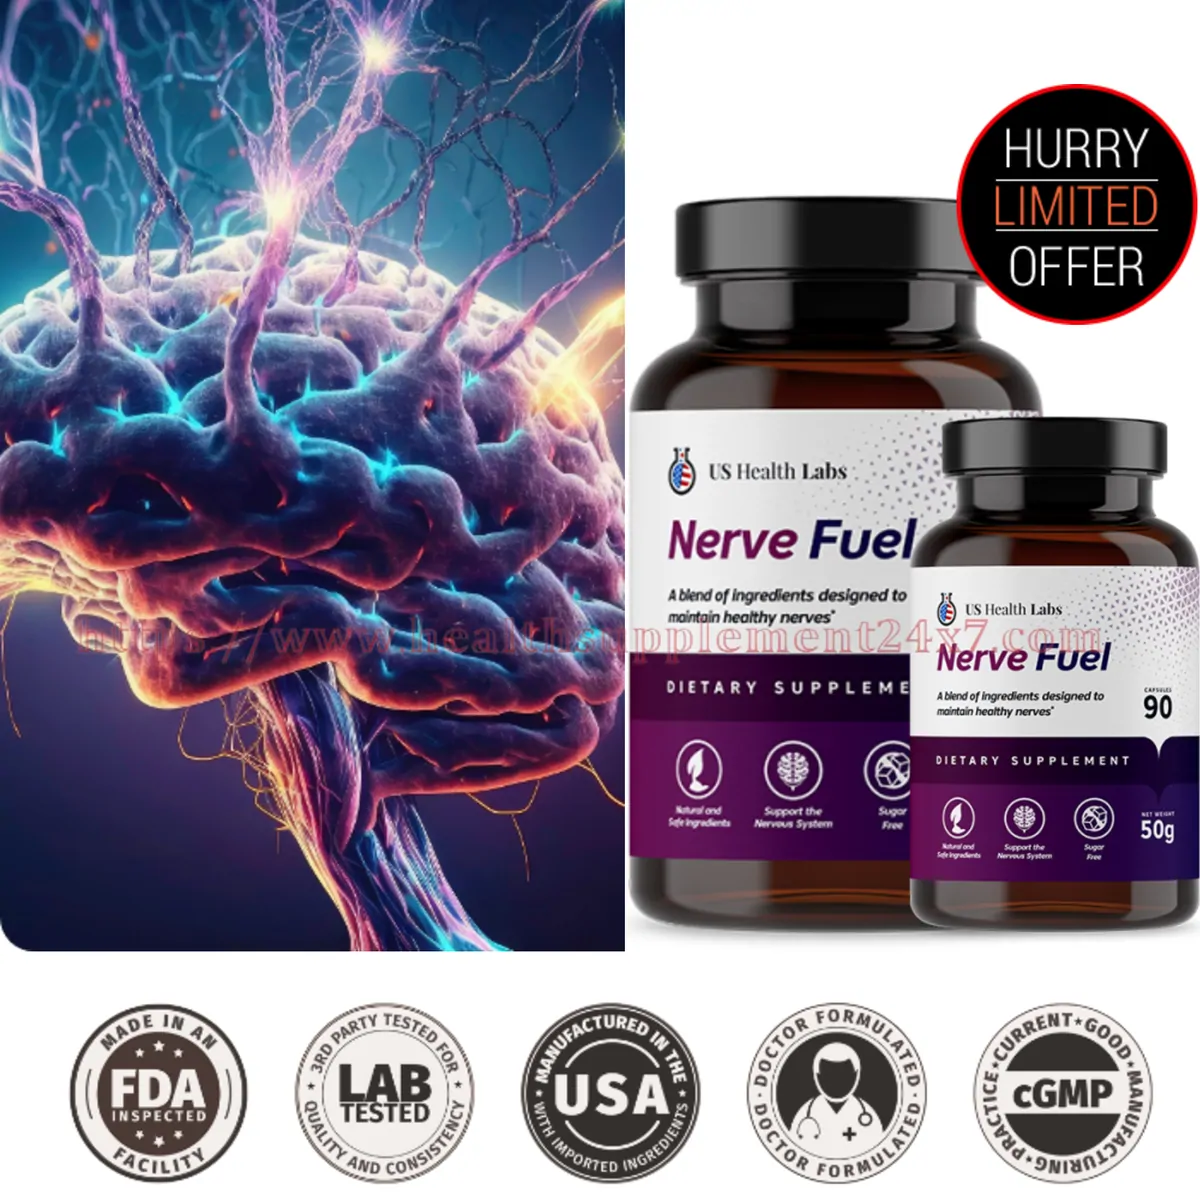 HURRY
LIMITED
OFFER
US Health Labs
Nerve Fuel
A blend of ingredients designed to
maintain healthy nerves*
DIETARY SUPPLEME
Natural and
Safe Ingredients
Support the
Nervous System
Sugar
Free
US Health Labs
Nerve Fuel
A blend of ingredients designed to
maintain healthy nerves*
CAPSULES
90
DIETARY SUPPLEMENT
Natural and
Safe Ingredients
Support the
Nervous System
Sugar
Free
NET WEIGHT
50g
https://www.healthsupplement24x7.com
MADE IN AN
FDA
INSPECTED
FACILITY
3RD PARTY TESTED FOR
LAB
TESTED
QUALITY AND CONSISTENCY
MANUFACTURED IN THE
USA
WITH IMPORTED INGREDIENTS
DOCTOR FORMULATED
DOCTOR FORMULATED
CURRENT GOOD MANUFACTURING PRACTICE
cGMP